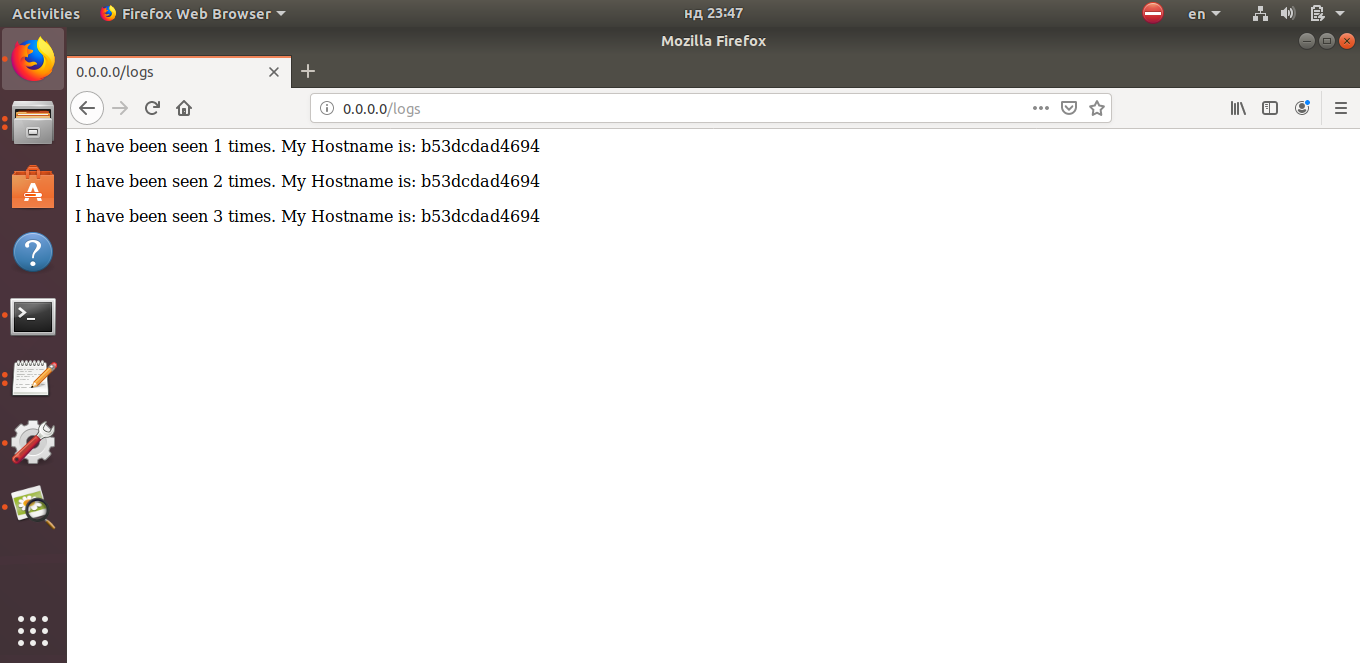 Activities Firefox Web Browser нд 23:47 en
Mozilla Firefox
0.0.0.0/logs
0.0.0.0/logs
I have been seen 1 times. My Hostname is: b53dcdad4694
I have been seen 2 times. My Hostname is: b53dcdad4694
I have been seen 3 times. My Hostname is: b53dcdad4694